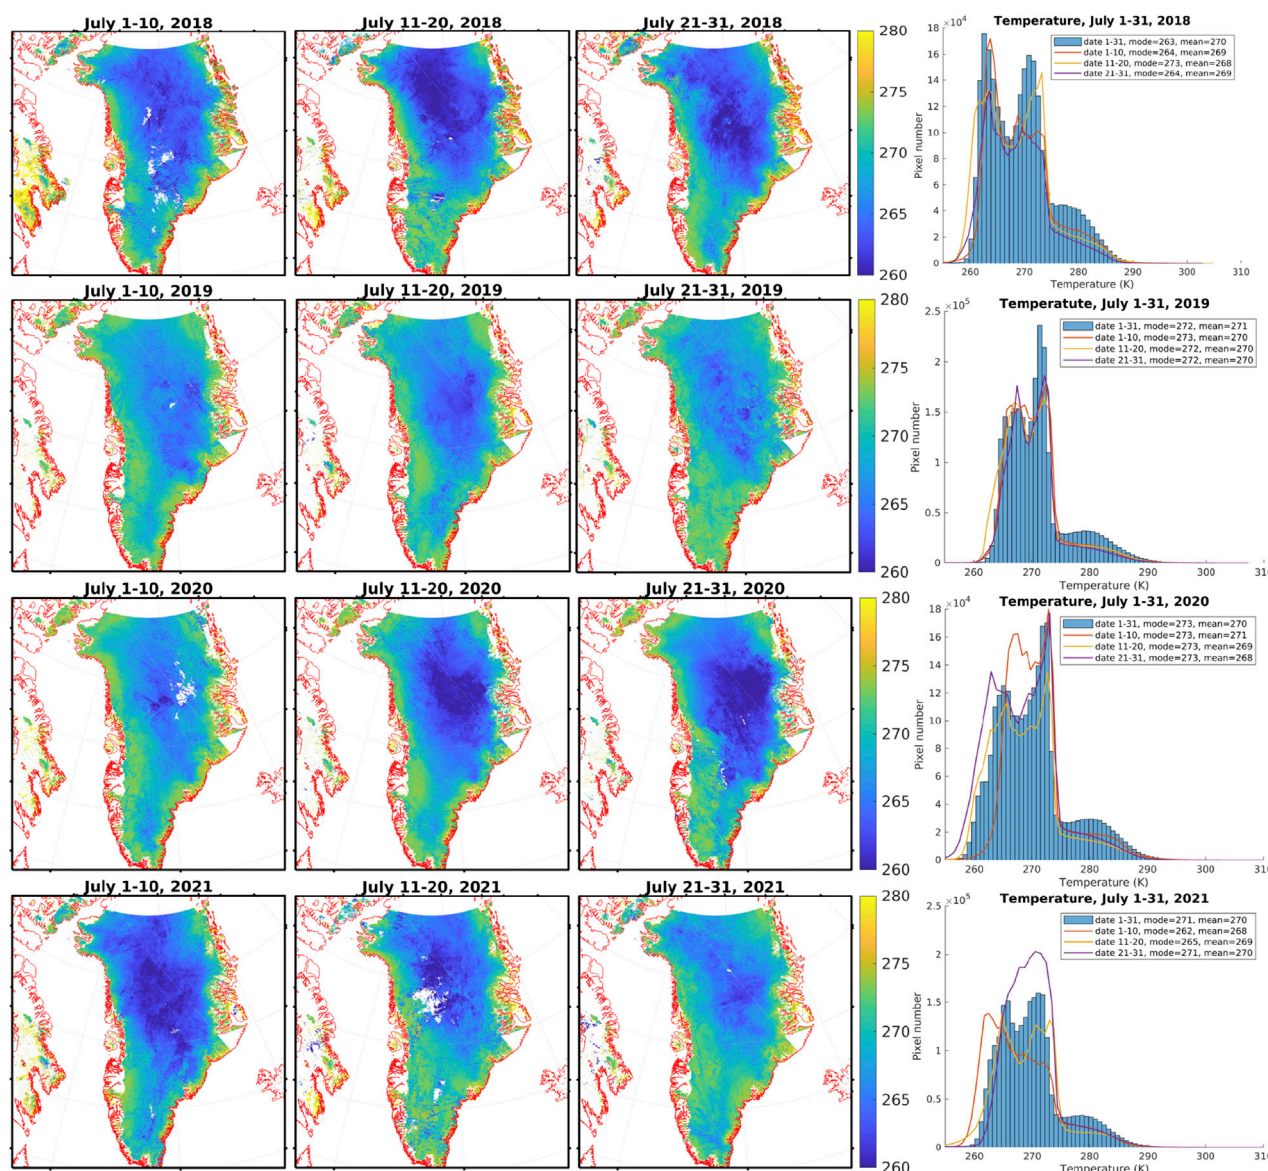 July 1-10, 2018
July 11-20, 2018
July 21-31, 2018
280
275
270
265
260
Temperature, July 1-31, 2018
×10⁴
18
16
14
12
10
8
6
4
2
0
Pixel number
date 1-31, mode=263, mean=270
date 1-10, mode=264, mean=269
date 11-20, mode=273, mean=268
date 21-31, mode=264, mean=269
260 270 280 290 300 310
Temperature (K)
July 1-10, 2019
July 11-20, 2019
July 21-31, 2019
280
275
270
265
260
Temperatute, July 1-31, 2019
×10⁵
2.5
2
1.5
1
0.5
0
Pixel number
date 1-31, mode=272, mean=271
date 1-10, mode=273, mean=270
date 11-20, mode=272, mean=270
date 21-31, mode=272, mean=270
260 270 280 290 300 310
Temperature (K)
July 1-10, 2020
July 11-20, 2020
July 21-31, 2020
280
275
270
265
260
Temperature, July 1-31, 2020
×10⁴
18
16
14
12
10
8
6
4
2
0
Pixel number
date 1-31, mode=273, mean=270
date 1-10, mode=273, mean=271
date 11-20, mode=273, mean=269
date 21-31, mode=273, mean=268
260 270 280 290 300 310
Temperature (K)
July 1-10, 2021
July 11-20, 2021
July 21-31, 2021
280
275
270
265
260
Temperature, July 1-31, 2021
×10⁵
2.5
2
1.5
1
0.5
0
Pixel number
date 1-31, mode=271, mean=270
date 1-10, mode=262, mean=268
date 11-20, mode=265, mean=269
date 21-31, mode=271, mean=270
260 270 280 290 300 310
Temperature (K)